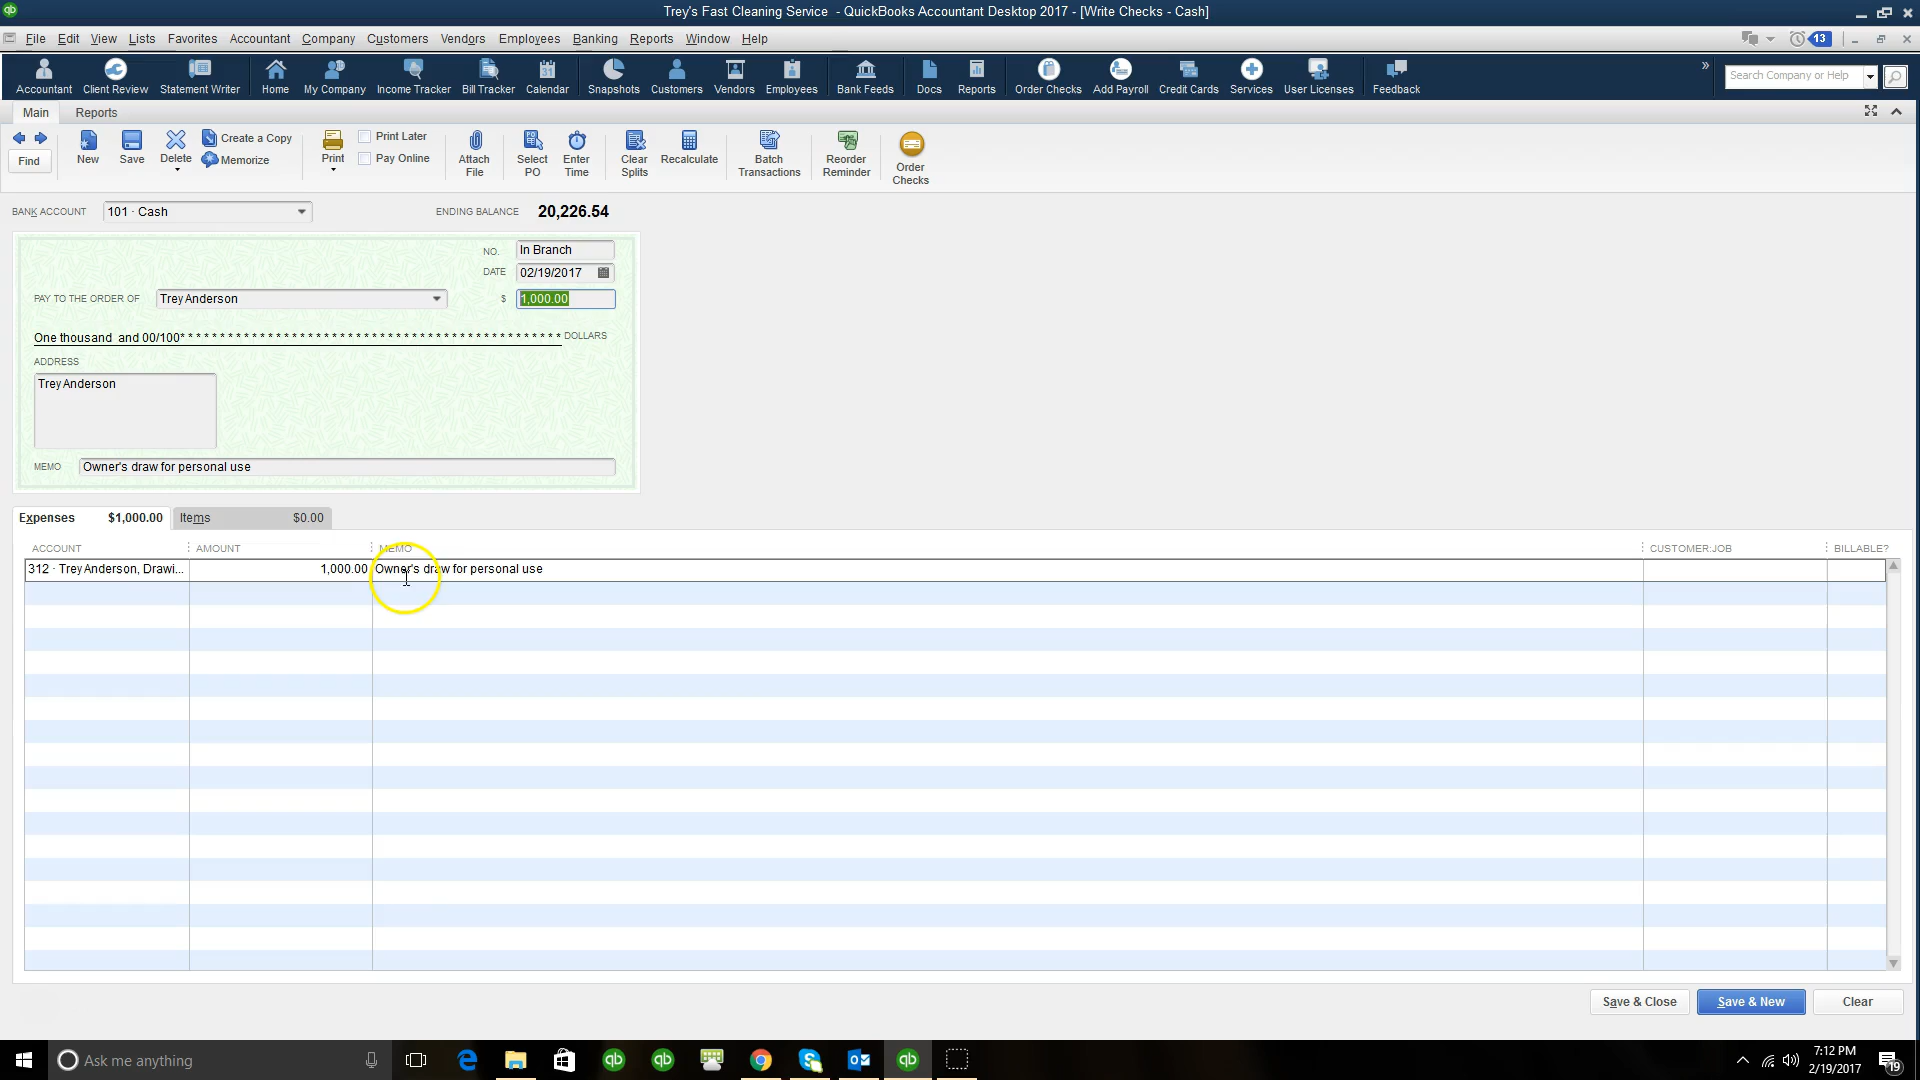 Trey's Fast Cleaning Service - QuickBooks Accountant Desktop 2017 - [Write Checks - Cash]
File Edit View Lists Favorites Accountant Company Customers Vendors Employees Banking Reports Window Help 13
Accountant Client Review Statement Writer Home My Company Income Tracker Bill Tracker Calendar Snapshots Customers Vendors Employees Bank Feeds Docs Reports Order Checks Add Payroll Credit Cards Services User Licenses Feedback » Search Company or Help
Main Reports
Find New Save Delete Create a Copy Memorize Print Print Later Pay Online Attach File Select PO Enter Time Clear Splits Recalculate Batch Transactions Reorder Reminder Order Checks
BANK ACCOUNT 101 · Cash ENDING BALANCE 20,226.54
NO. In Branch
DATE 02/19/2017
PAY TO THE ORDER OF Trey Anderson $ 1,000.00
One thousand and 00/100* * * * * * * * * * * * * * * * * * * * * * * * * * * * * * * * * * * * * * * * * * * * * * * DOLLARS
ADDRESS
Trey Anderson
MEMO Owner's draw for personal use
Expenses $1,000.00 Items $0.00
ACCOUNT AMOUNT MEMO CUSTOMER:JOB BILLABLE?
312 · Trey Anderson, Drawi... 1,000.00 Owner's draw for personal use
Save & Close Save & New Clear
Ask me anything 7:12 PM
2/19/2017 19